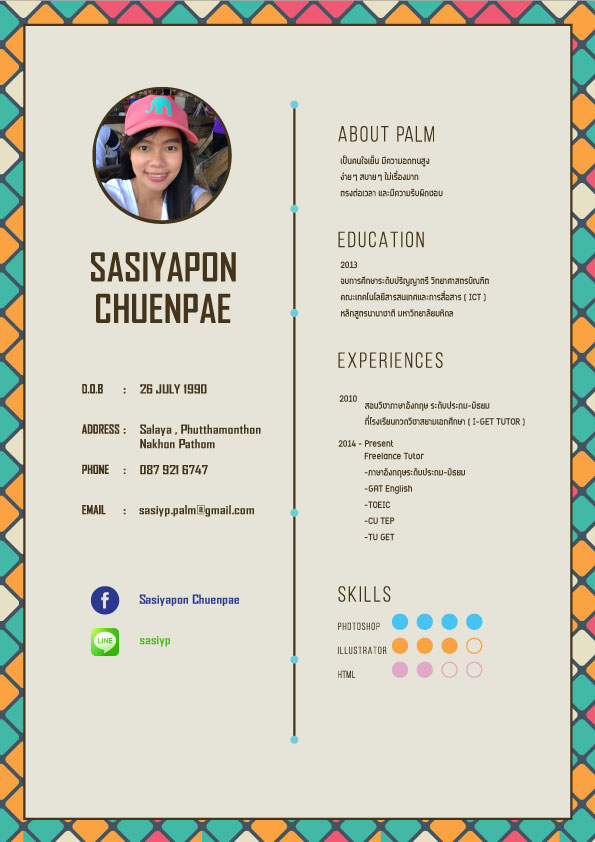 SASIYAPON
CHUENPAE
D.O.B : 26 JULY 1990
ADDRESS : Salaya , Phutthamonthon
Nakhon Pathom
PHONE : 087 921 6747
EMAIL : sasiyp.palm@gmail.com
Sasiyapon Chuenpae
LINE
sasiyp
ABOUT PALM
เป็นคนใจเย็น มีความอดทนสูง
ง่ายๆ สบายๆ ไม่เรื่องมาก
ตรงต่อเวลา และมีความรับผิดชอบ
EDUCATION
2013
จบการศึกษาระดับปริญญาตรี วิทยาศาสตรบัณฑิต
คณะเทคโนโลยีสารสนเทศและการสื่อสาร ( ICT )
หลักสูตรนานาชาติ มหาวิทยาลัยมหิดล
EXPERIENCES
2010
สอนวิชาภาษาอังกฤษ ระดับประถม-มัธยม
ที่โรงเรียนกวดวิชาสยามเอกศึกษา ( I-GET TUTOR )
2014 - Present
Freelance Tutor
-ภาษาอังกฤษระดับประถม-มัธยม
-GAT English
-TOEIC
-CU TEP
-TU GET
SKILLS
PHOTOSHOP
ILLUSTRATOR
HTML